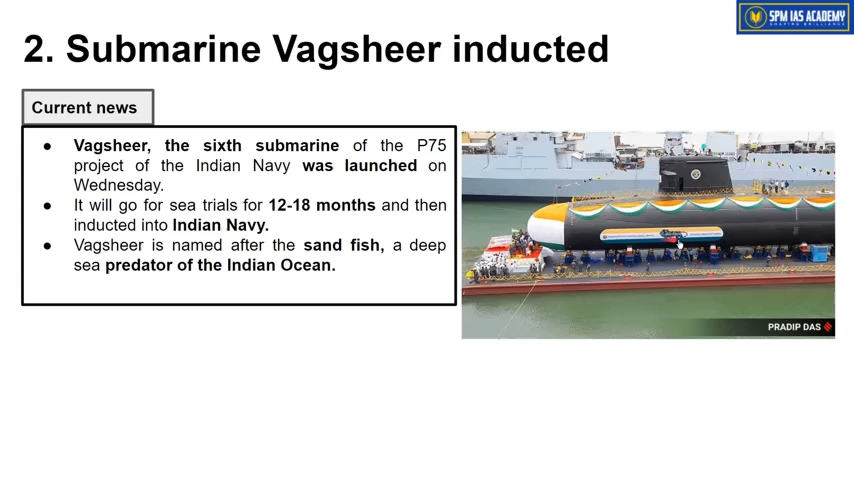 SPM IAS ACADEMY
SHAPING BRILLIANCE
2. Submarine Vagsheer inducted
Current news
● Vagsheer, the sixth submarine of the P75
project of the Indian Navy was launched on
Wednesday.
● It will go for sea trials for 12-18 months and then
inducted into Indian Navy.
● Vagsheer is named after the sand fish, a deep
sea predator of the Indian Ocean.
PRADIP DAS